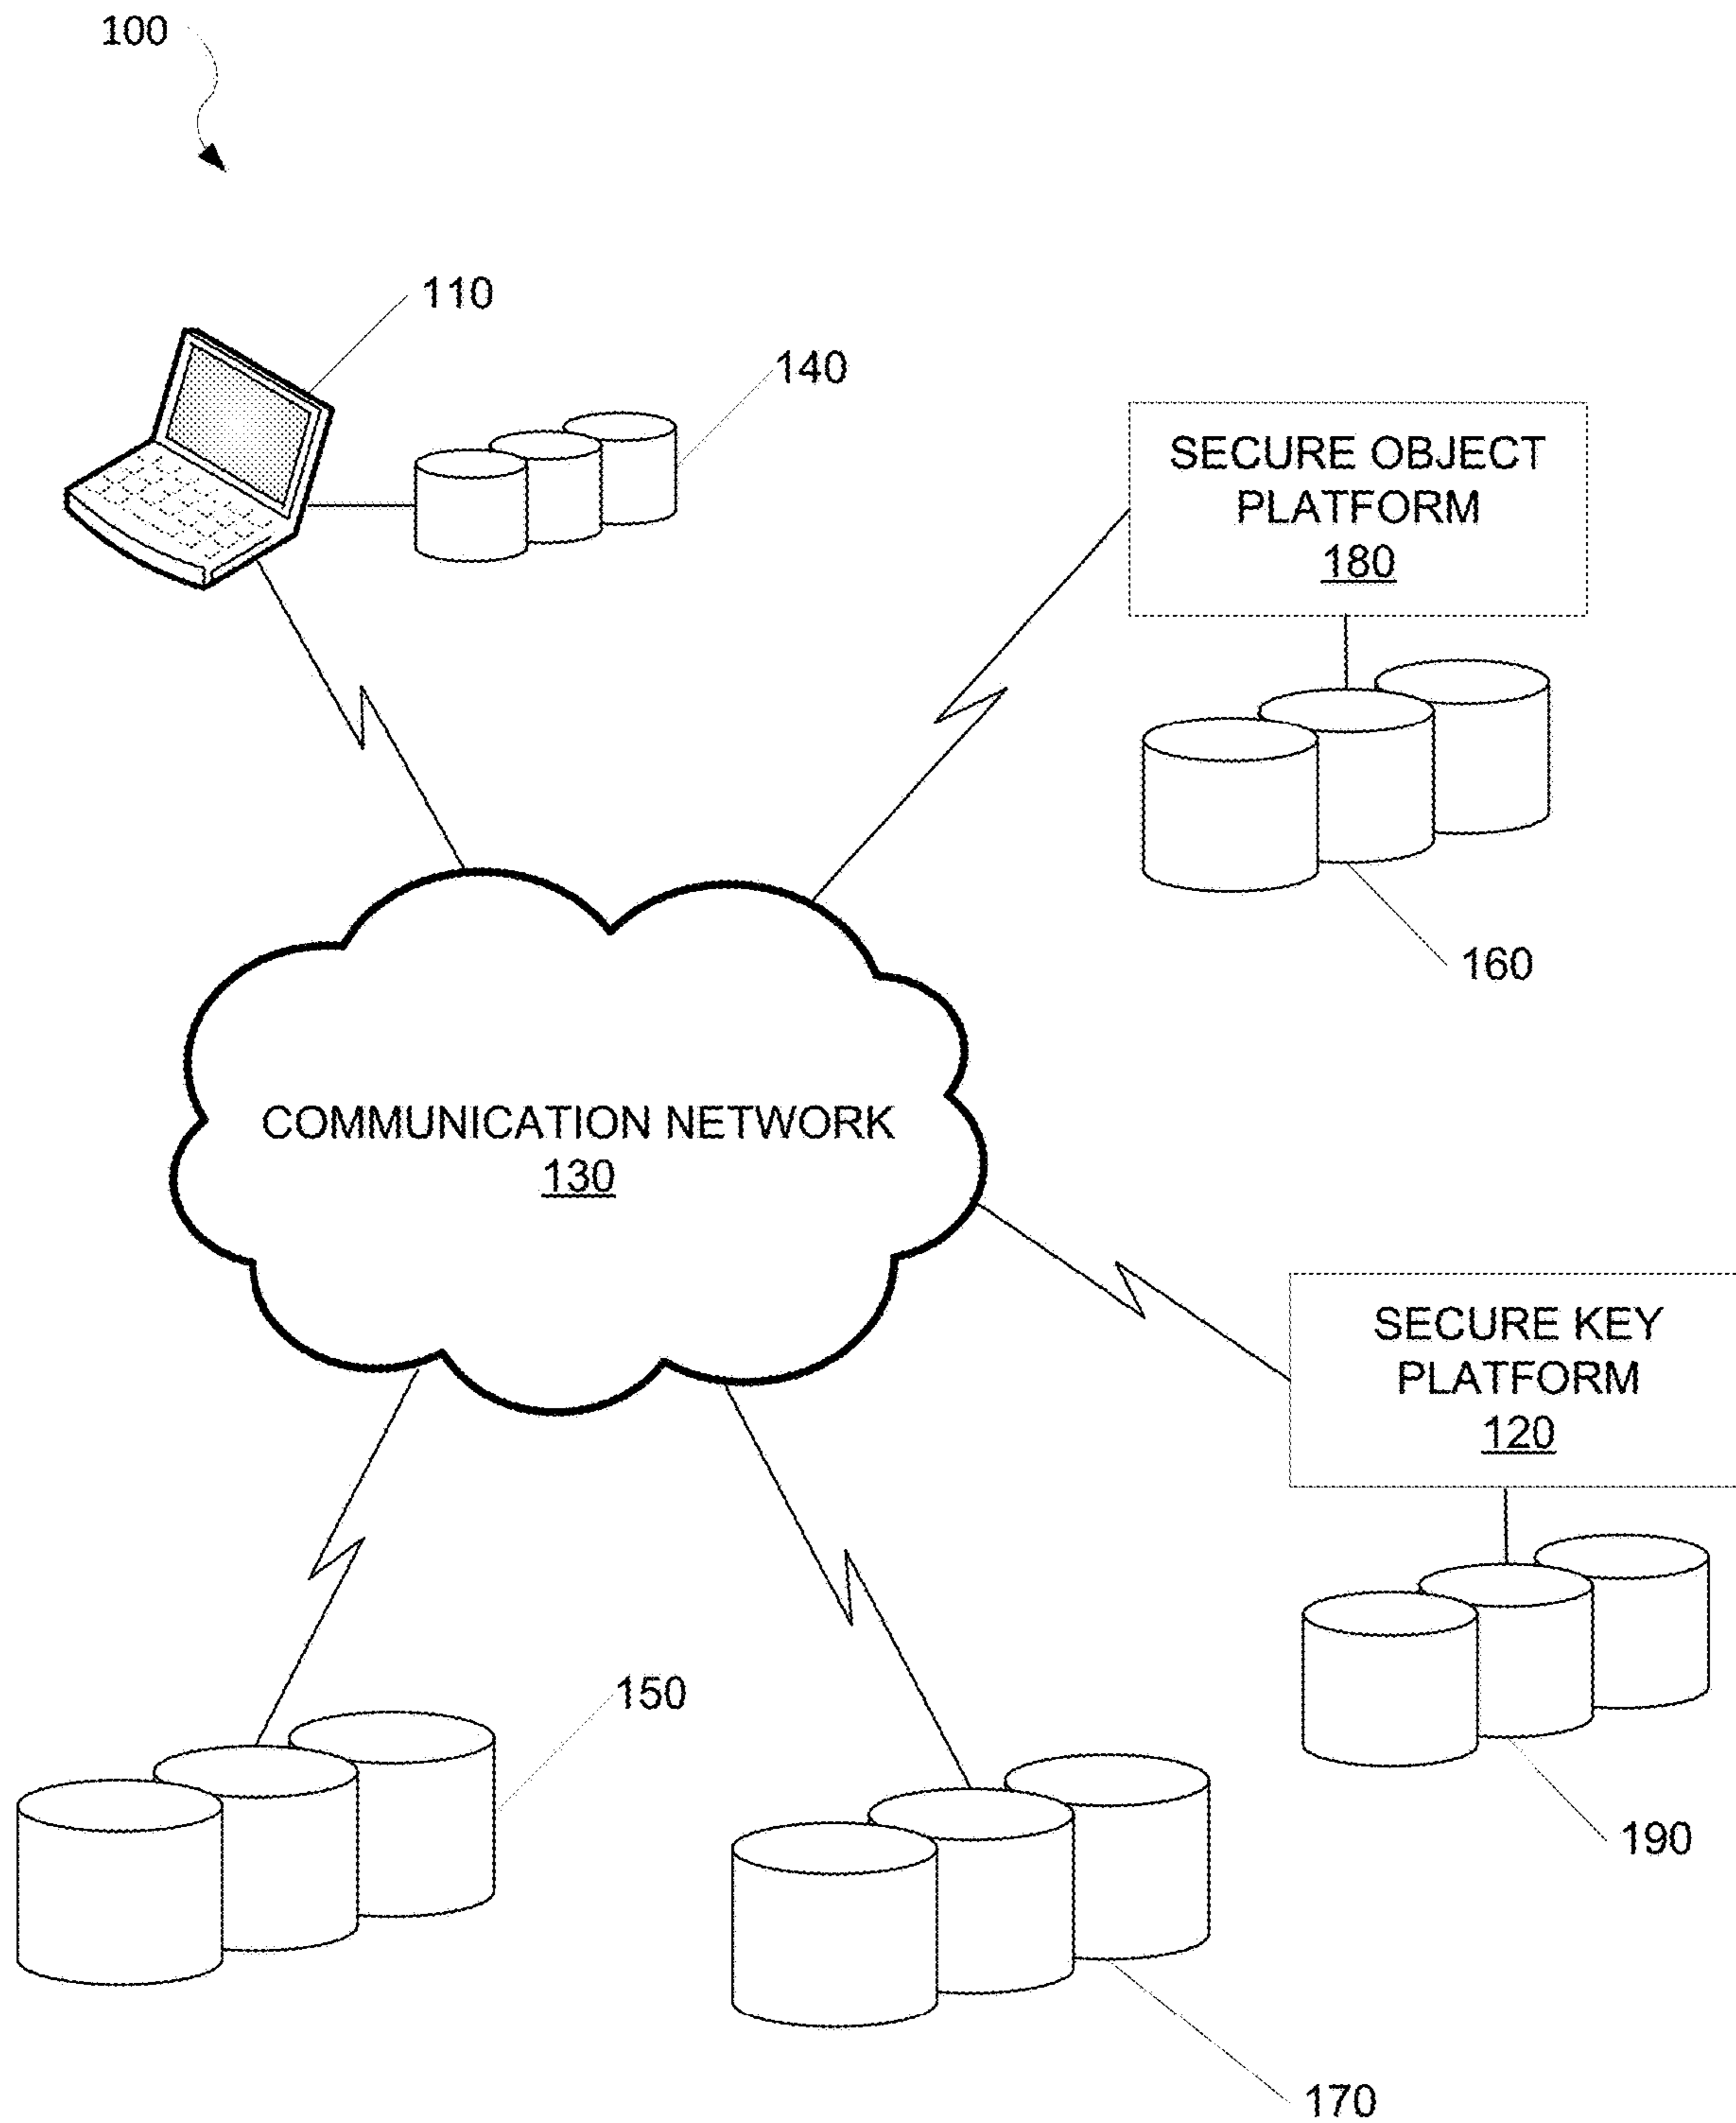 100
110
140
SECURE OBJECT
PLATFORM
180
160
COMMUNICATION NETWORK
130
SECURE KEY
PLATFORM
120
150
190
170